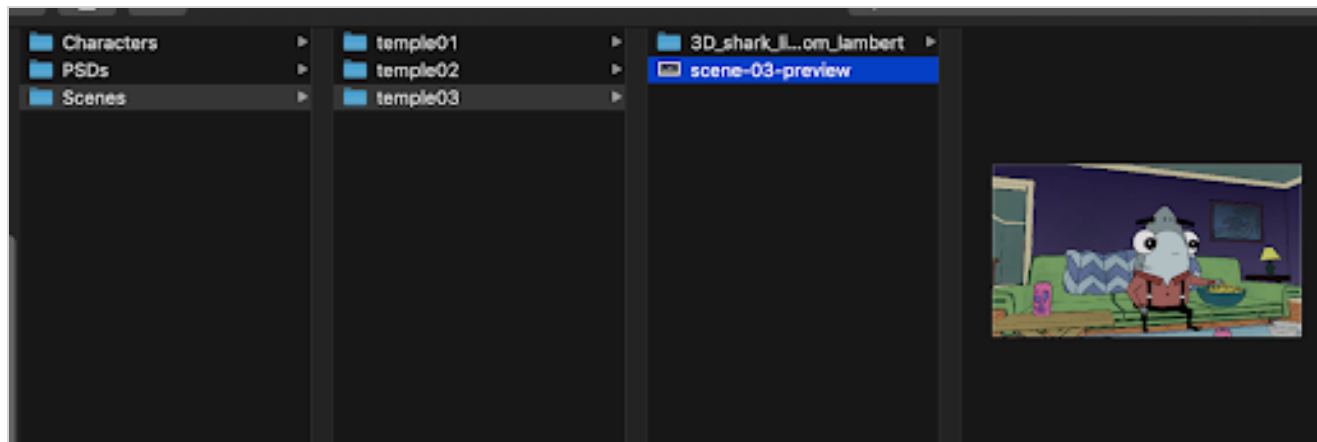 Characters
PSDs
Scenes
temple01
temple02
temple03
3D_shark_li...om_lambert
scene-03-preview